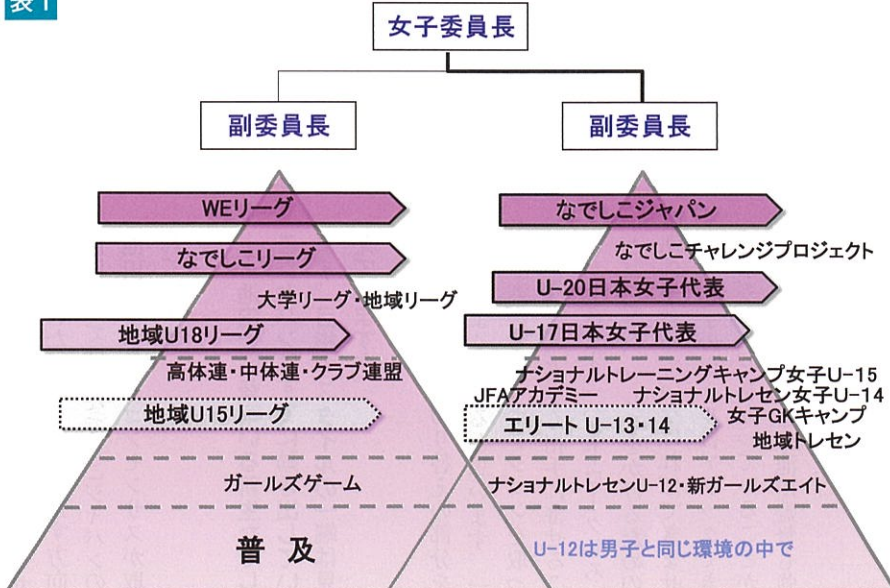 表1
女子委員長
副委員長
副委員長
WEリーグ
なでしこリーグ
大学リーグ・地域リーグ
地域U18リーグ
高体連・中体連・クラブ連盟
地域U15リーグ
ガールズゲーム
普及
なでしこジャパン
なでしこチャレンジプロジェクト
U-20日本女子代表
U-17日本女子代表
ナショナルトレーニングキャンプ女子U-15
JFAアカデミー ナショナルトレセン女子U-14
エリート U-13・14
女子GKキャンプ
地域トレセン
ナショナルトレセンU-12・新ガールズエイト
U-12は男子と同じ環境の中で